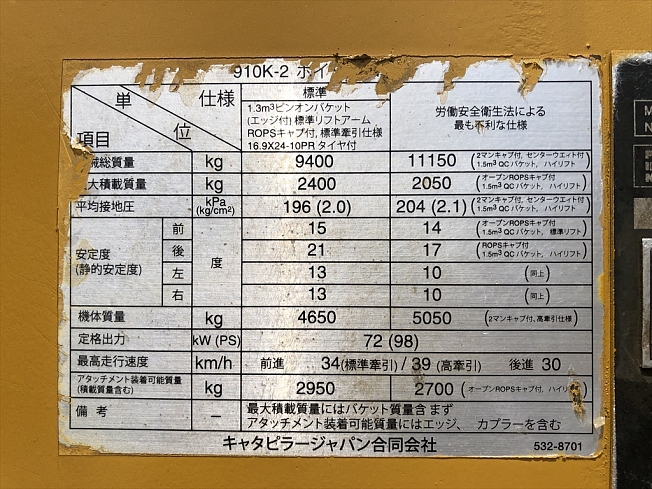 910K-2 ホイ
単位
仕様
項目
標準
1.3m³ピンオンバケット
(エッジ付) 標準リフトアーム
ROPSキャブ付, 標準牽引仕様
16.9X24-10PR タイヤ付
労働安全衛生法による
最も不利な仕様
械総質量 kg 9400 11150 (2マンキャブ付, センターウエイト付 1.5m³ QC バケット, ハイリフト)
大積載質量 kg 2400 2050 (オープンROPSキャブ付 1.5m³ QC バケット, ハイリフト)
平均接地圧 kPa (kg/cm²) 196 (2.0) 204 (2.1) (2マンキャブ付, センターウエイト付 1.5m³ QC バケット, ハイリフト)
安定度
(静的安定度)
度
前 15 14 (オープンROPSキャブ付 1.5m³ QC バケット, 標準リフト)
後 21 17 (ROPSキャブ付 1.5m³ QC バケット, ハイリフト)
左 13 10 (同上)
右 13 10 (同上)
機体質量 kg 4650 5050 (2マンキャブ付, 高牽引仕様)
定格出力 kW (PS) 72 (98)
最高走行速度 km/h 前進 34 (標準牽引) / 39 (高牽引) 後進 30
アタッチメント装着可能質量
(積載質量含む) kg 2950 2700 (オープンROPSキャブ付, ハイリフト)
備考 － 最大積載質量にはバケット質量含 まず
アタッチメント装着可能質量にはエッジ、 カプラーを含む
キャタピラージャパン合同会社 532-8701